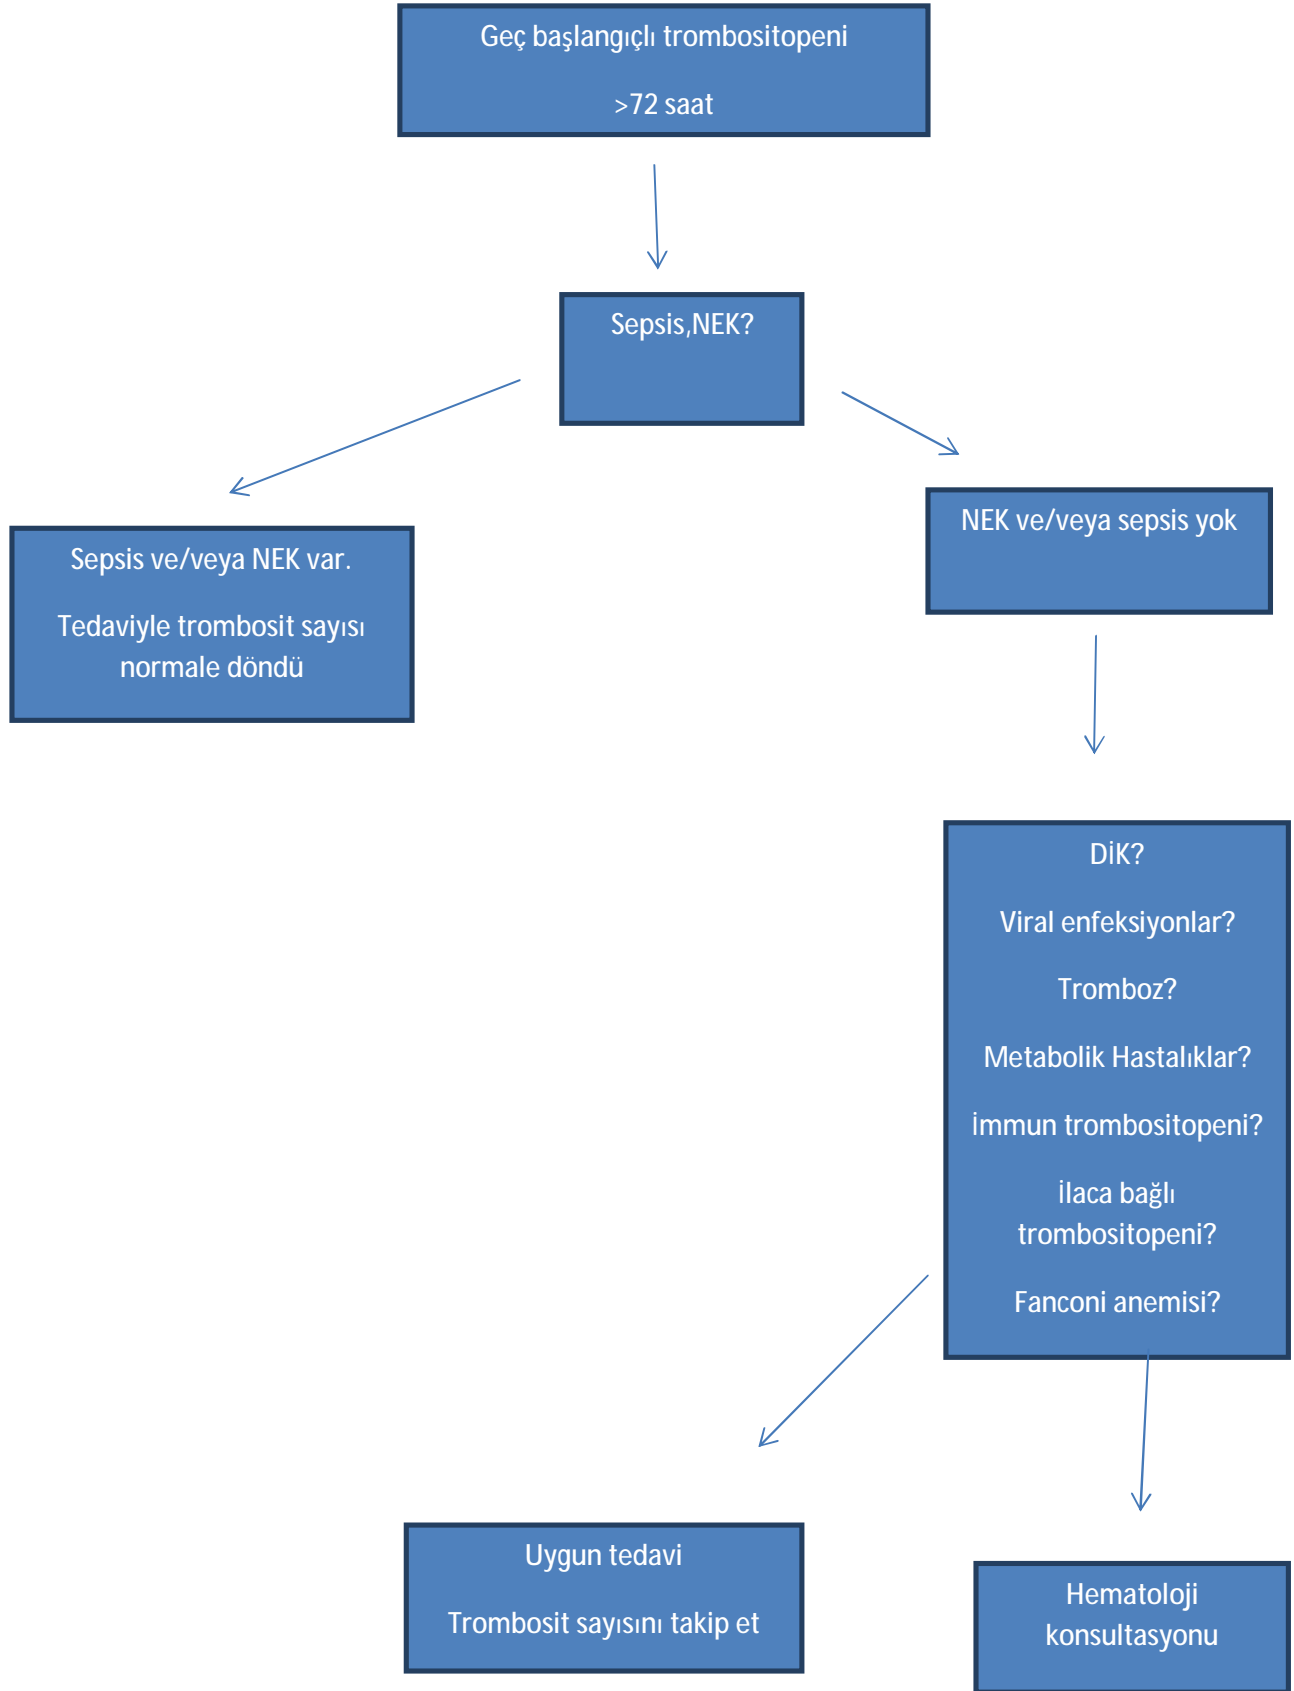 Geç başlangıçlı trombositopeni
>72 saat
Sepsis,NEK?
Sepsis ve/veya NEK var.
Tedaviyle trombosit sayısı
normale döndü
NEK ve/veya sepsis yok
DİK?
Viral enfeksiyonlar?
Tromboz?
Metabolik Hastalıklar?
İmmun trombositopeni?
İlaca bağlı
trombositopeni?
Fanconi anemisi?
Uygun tedavi
Trombosit sayısını takip et
Hematoloji
konsultasyonu